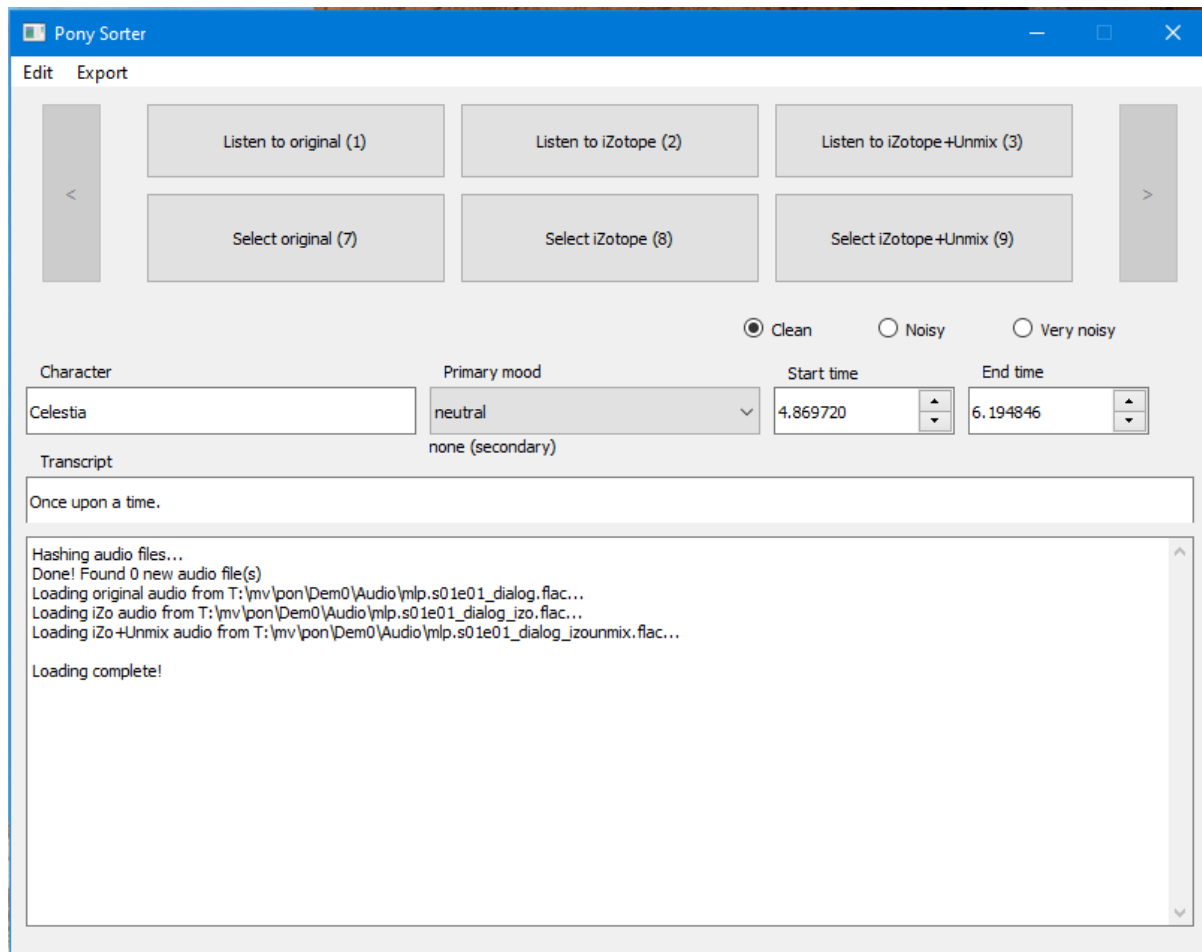 Pony Sorter
Edit Export
< Listen to original (1) Listen to iZotope (2) Listen to iZotope+Unmix (3) >
Select original (7) Select iZotope (8) Select iZotope+Unmix (9)
Clean Noisy Very noisy
Character Primary mood Start time End time
Celestia neutral 4.869720 6.194846
none (secondary)
Transcript
Once upon a time.
Hashing audio files...
Done! Found 0 new audio file(s)
Loading original audio from T:\mv\pon\Dem0\Audio\mlp.s01e01_dialog.flac...
Loading iZo audio from T:\mv\pon\Dem0\Audio\mlp.s01e01_dialog_izo.flac...
Loading iZo+Unmix audio from T:\mv\pon\Dem0\Audio\mlp.s01e01_dialog_izounmix.flac...
Loading complete!